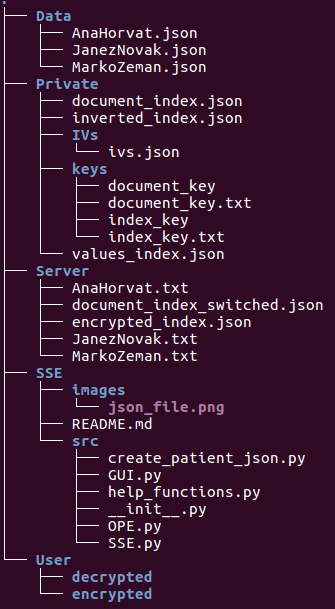 .
├── Data
│   ├── AnaHorvat.json
│   ├── JanezNovak.json
│   └── MarkoZeman.json
├── Private
│   ├── document_index.json
│   ├── inverted_index.json
│   ├── IVs
│   │   └── ivs.json
│   ├── keys
│   │   ├── document_key
│   │   ├── document_key.txt
│   │   ├── index_key
│   │   └── index_key.txt
│   └── values_index.json
├── Server
│   ├── AnaHorvat.txt
│   ├── document_index_switched.json
│   ├── encrypted_index.json
│   ├── JanezNovak.txt
│   └── MarkoZeman.txt
├── SSE
│   ├── images
│   │   └── json_file.png
│   ├── README.md
│   └── src
│       ├── create_patient_json.py
│       ├── GUI.py
│       ├── help_functions.py
│       ├── __init__.py
│       ├── OPE.py
│       └── SSE.py
└── User
    ├── decrypted
    └── encrypted